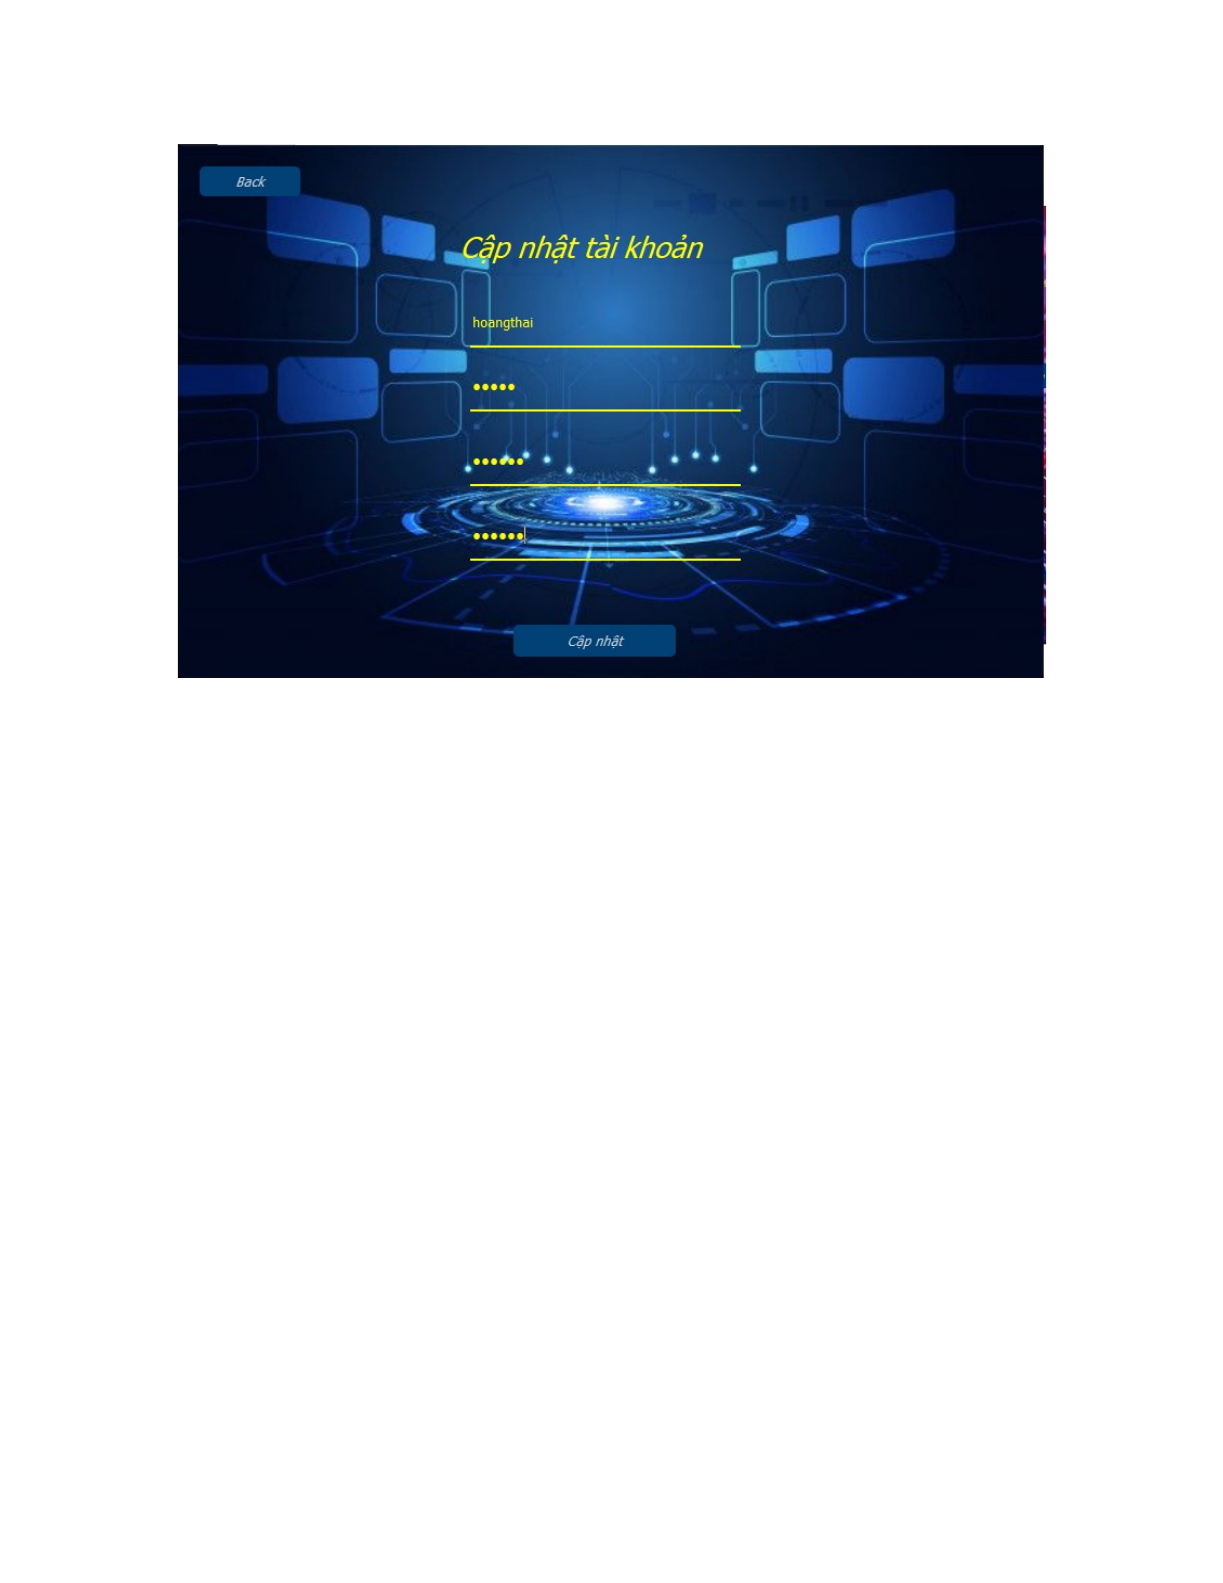 Back
Cập nhật tài khoản
hoangthai
●●●●●
●●●●●●
●●●●●●
Cập nhật